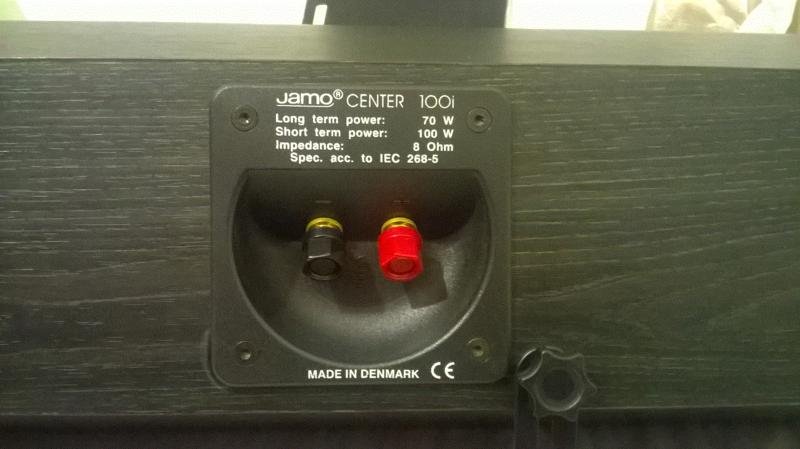 Jamo® CENTER 100i
Long term power: 70 W
Short term power: 100 W
Impedance: 8 Ohm
Spec. acc. to IEC 268-5
MADE IN DENMARK CE